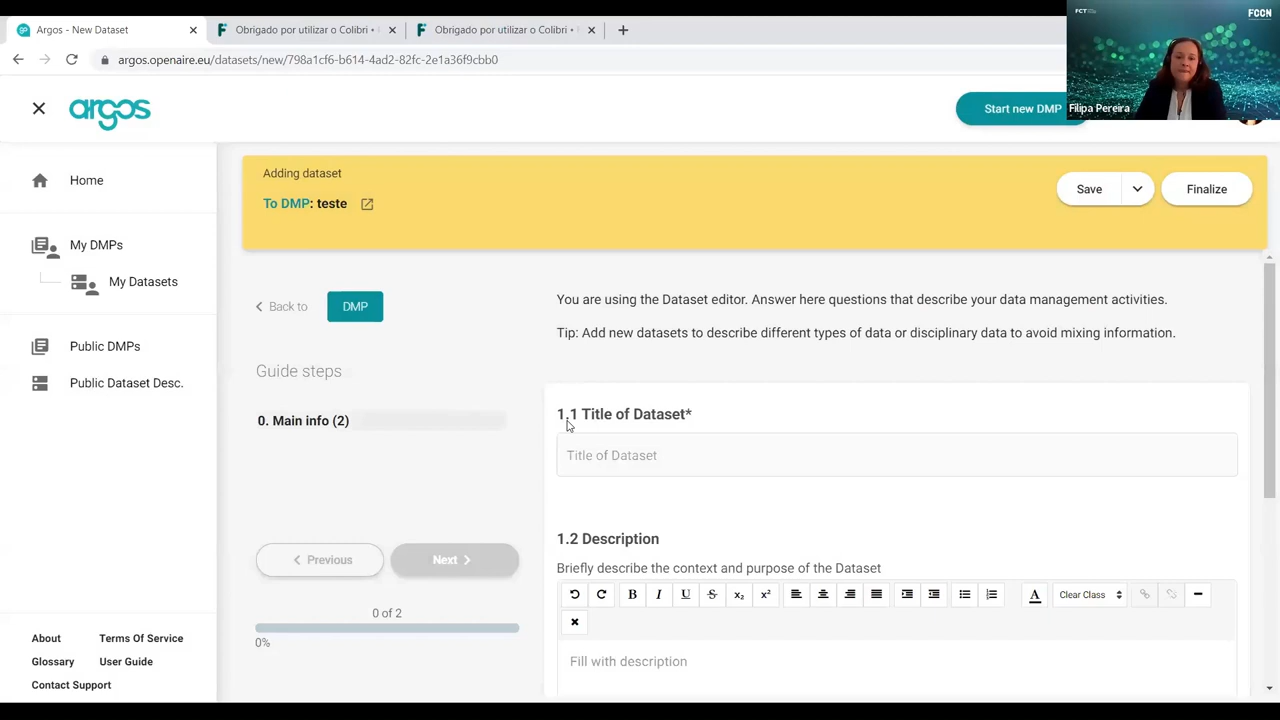 Argos - New Dataset
Obrigado por utilizar o Colibri •
Obrigado por utilizar o Colibri •
argos.openaire.eu/datasets/new/798a1cf6-b614-4ad2-82fc-2e1a36f9cbb0
FCT
FCCN
Filipa Pereira
argos
Start new DMP
Home
My DMPs
My Datasets
Public DMPs
Public Dataset Desc.
About
Terms Of Service
Glossary
User Guide
Contact Support
Adding dataset
To DMP: teste
Save
Finalize
Back to
DMP
Guide steps
0. Main info (2)
Previous
Next
0 of 2
0%
You are using the Dataset editor. Answer here questions that describe your data management activities.
Tip: Add new datasets to describe different types of data or disciplinary data to avoid mixing information.
1.1 Title of Dataset*
Title of Dataset
1.2 Description
Briefly describe the context and purpose of the Dataset
B I U S x₂ x² A Clear Class
Fill with description